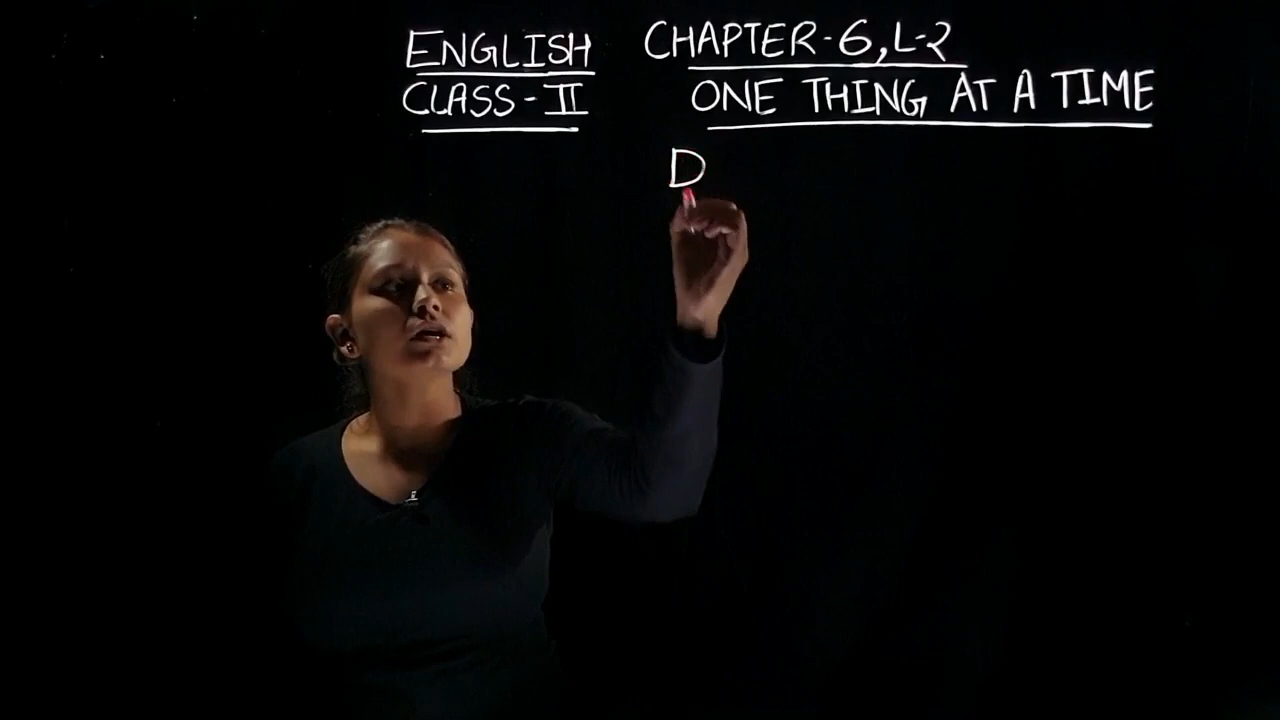 ENGLISH
CLASS-II
CHAPTER-6, L-2
ONE THING AT A TIME
D